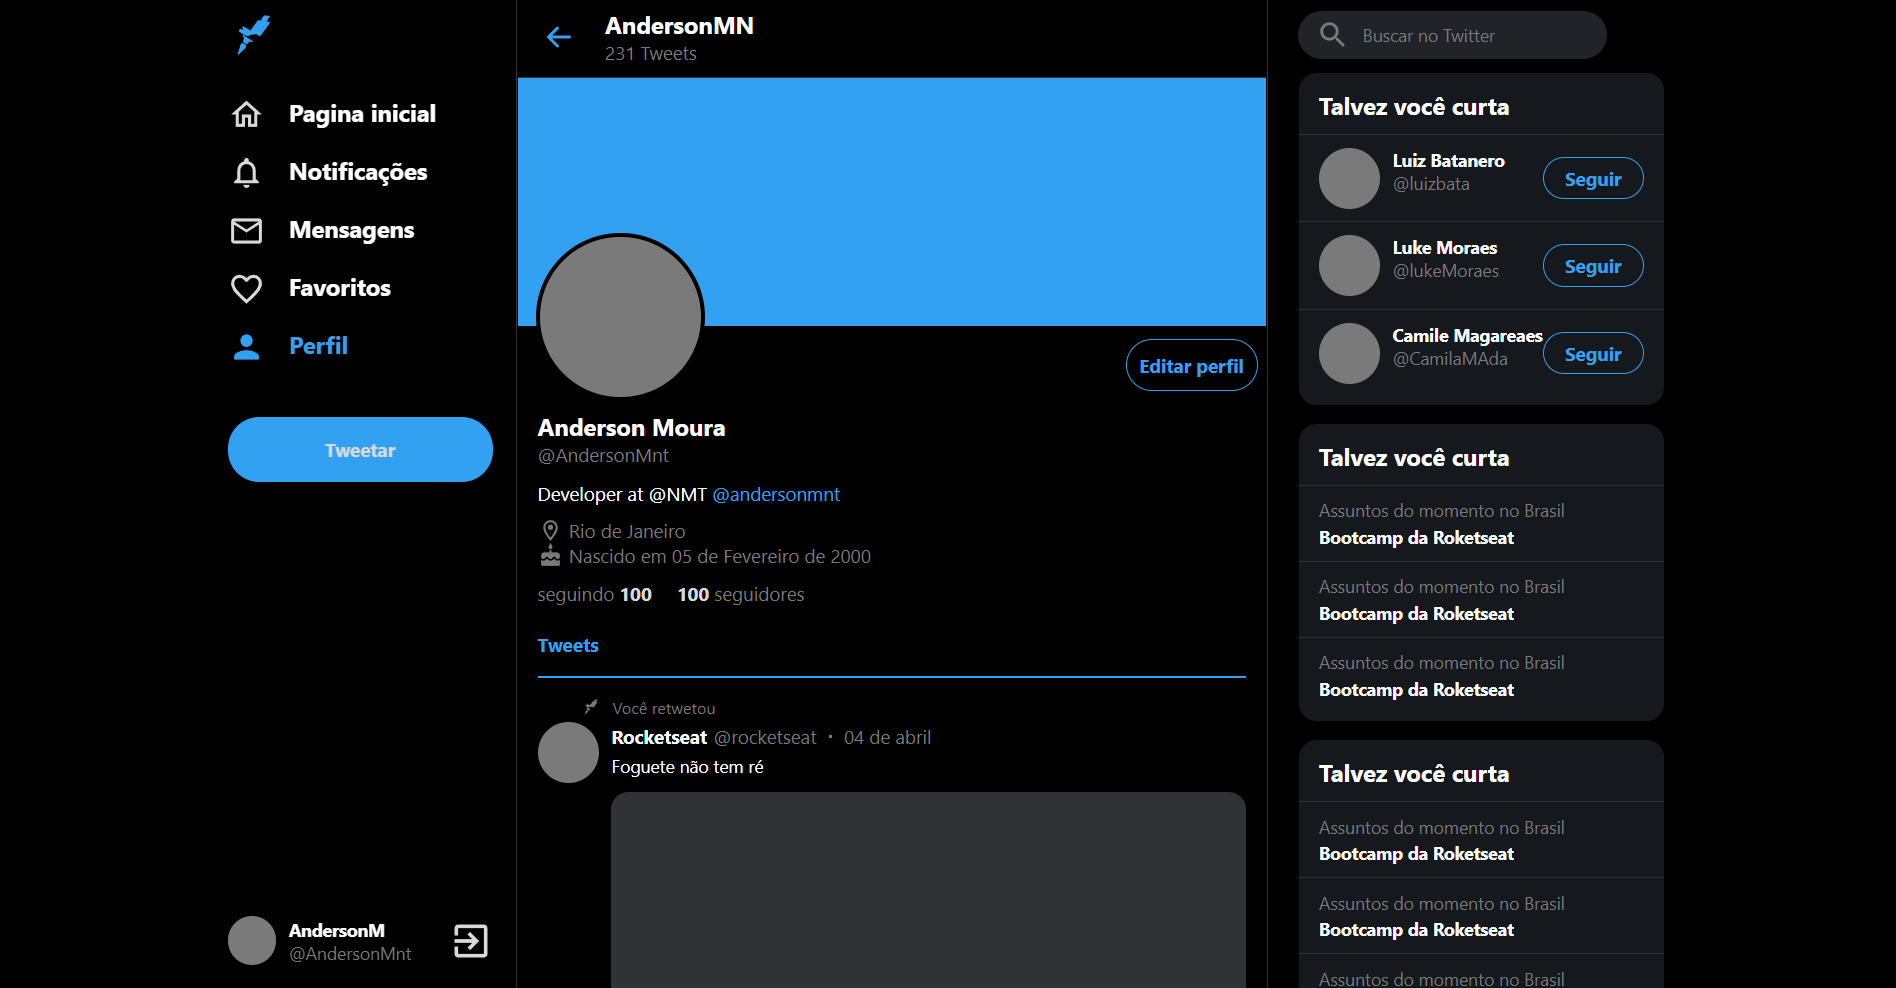 Pagina inicial
Notificações
Mensagens
Favoritos
Perfil
Tweetar
AndersonM
@AndersonMnt
AndersonMN
231 Tweets
Editar perfil
Anderson Moura
@AndersonMnt
Developer at @NMT @andersonmnt
Rio de Janeiro
Nascido em 05 de Fevereiro de 2000
seguindo 100 100 seguidores
Tweets
Você retwetou
Rocketseat @rocketseat · 04 de abril
Foguete não tem ré
Buscar no Twitter
Talvez você curta
Luiz Batanero
@luizbata
Seguir
Luke Moraes
@lukeMoraes
Seguir
Camile Magareaes
@CamilaMAda
Seguir
Talvez você curta
Assuntos do momento no Brasil
Bootcamp da Roketseat
Assuntos do momento no Brasil
Bootcamp da Roketseat
Assuntos do momento no Brasil
Bootcamp da Roketseat
Talvez você curta
Assuntos do momento no Brasil
Bootcamp da Roketseat
Assuntos do momento no Brasil
Bootcamp da Roketseat
Assuntos do momento no Brasil